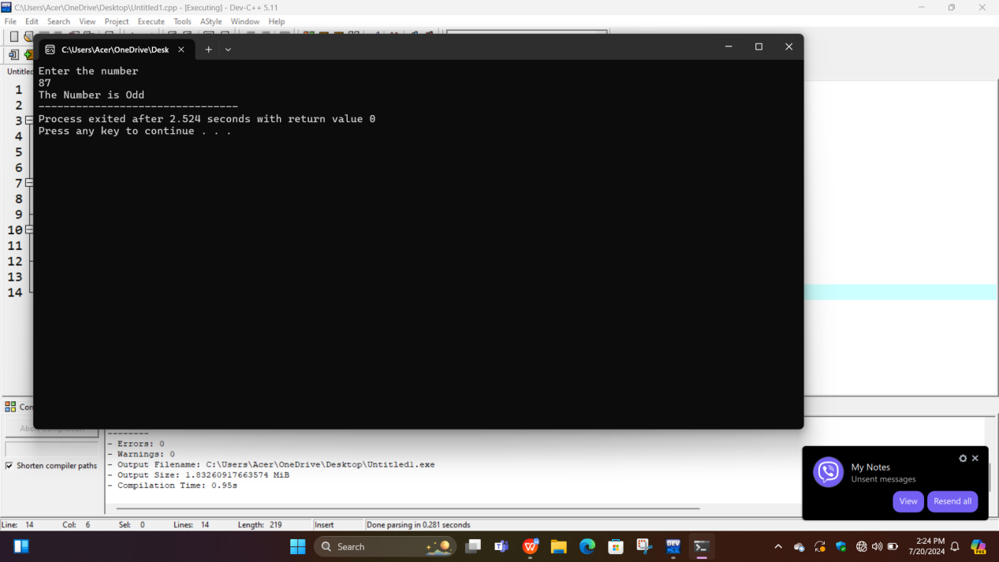 C:\Users\Acer\OneDrive\Desktop\Untitled1.cpp - [Executing] - Dev-C++ 5.11
File Edit Search View Project Execute Tools AStyle Window Help
C:\Users\Acer\OneDrive\Desk
Enter the number
87
The Number is Odd
--------------------------------
Process exited after 2.524 seconds with return value 0
Press any key to continue . . .
1
2
3
4
5
6
7
8
9
10
11
12
13
14
--------
- Errors: 0
- Warnings: 0
- Output Filename: C:\Users\Acer\OneDrive\Desktop\Untitled1.exe
- Output Size: 1.83260917663574 MiB
- Compilation Time: 0.95s
Shorten compiler paths
My Notes
Unsent messages
View Resend all
Line: 14 Col: 6 Sel: 0 Lines: 14 Length: 219 Insert Done parsing in 0.281 seconds
Search
DEV
PRE
2:24 PM
7/20/2024